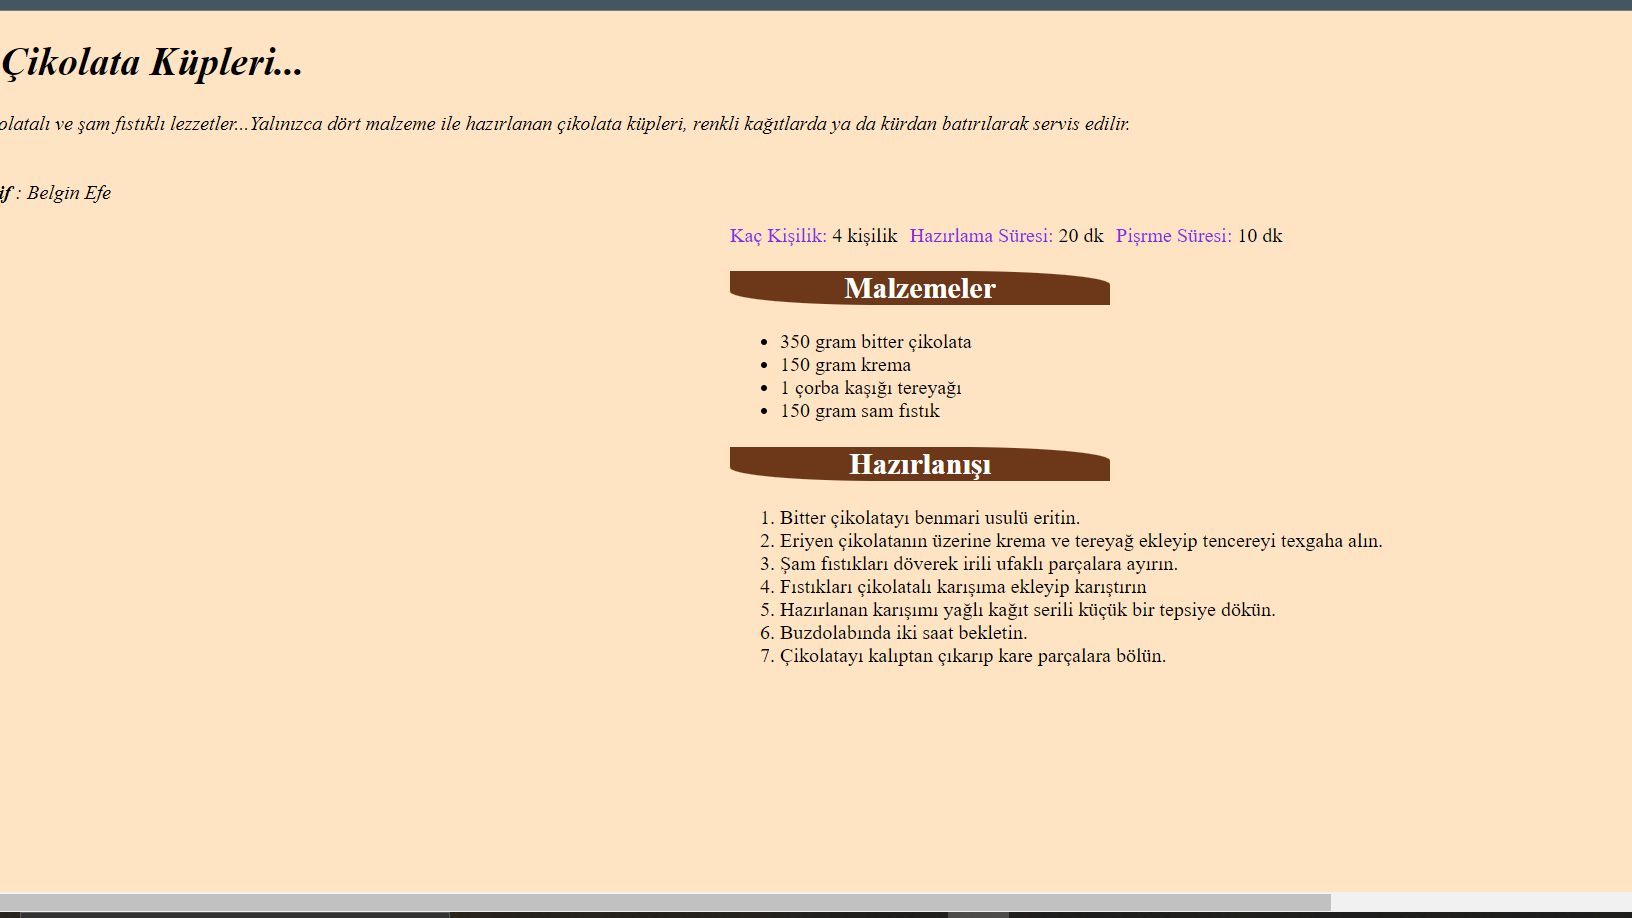 Çikolata Küpleri...
olatalı ve şam fıstıklı lezzetler...Yalınızca dört malzeme ile hazırlanan çikolata küpleri, renkli kağıtlarda ya da kürdan batırılarak servis edilir.
if : Belgin Efe
Kaç Kişilik: 4 kişilik Hazırlama Süresi: 20 dk Pişrme Süresi: 10 dk
Malzemeler
• 350 gram bitter çikolata
• 150 gram krema
• 1 çorba kaşığı tereyağı
• 150 gram sam fıstık
Hazırlanışı
1. Bitter çikolatayı benmari usulü eritin.
2. Eriyen çikolatanın üzerine krema ve tereyağ ekleyip tencereyi texgaha alın.
3. Şam fıstıkları döverek irili ufaklı parçalara ayırın.
4. Fıstıkları çikolatalı karışıma ekleyip karıştırın
5. Hazırlanan karışımı yağlı kağıt serili küçük bir tepsiye dökün.
6. Buzdolabında iki saat bekletin.
7. Çikolatayı kalıptan çıkarıp kare parçalara bölün.